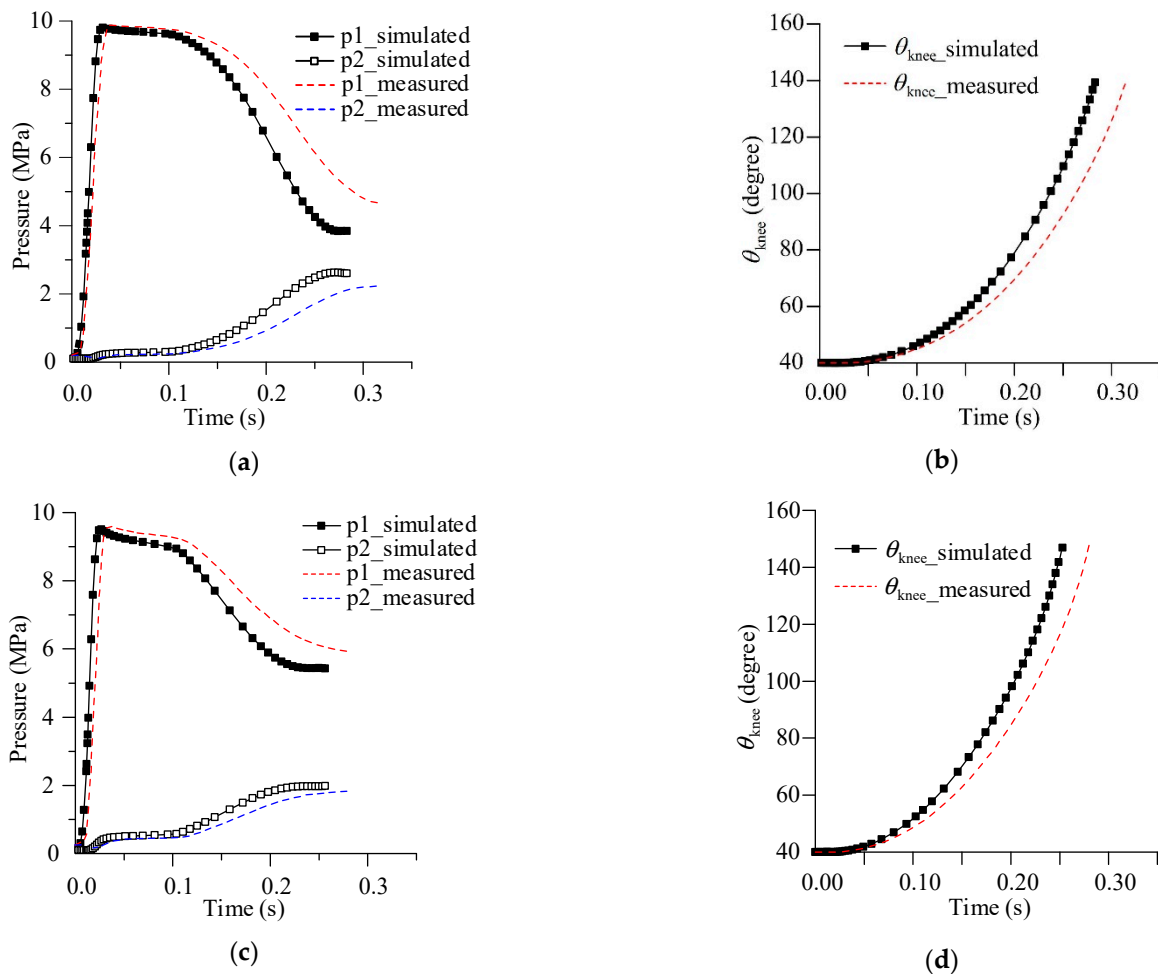 10
8
6
4
2
0
Pressure (MPa)
p1_simulated
p2_simulated
p1_measured
p2_measured
0.0 0.1 0.2 0.3
Time (s)
(a)
160
140
120
100
80
60
40
θknee (degree)
θknee_simulated
θknee_measured
0.00 0.10 0.20 0.30
Time (s)
(b)
10
8
6
4
2
0
Pressure (MPa)
p1_simulated
p2_simulated
p1_measured
p2_measured
0.0 0.1 0.2 0.3
Time (s)
(c)
160
140
120
100
80
60
40
θknee (degree)
θknee_simulated
θknee_measured
0.00 0.10 0.20 0.30
Time (s)
(d)